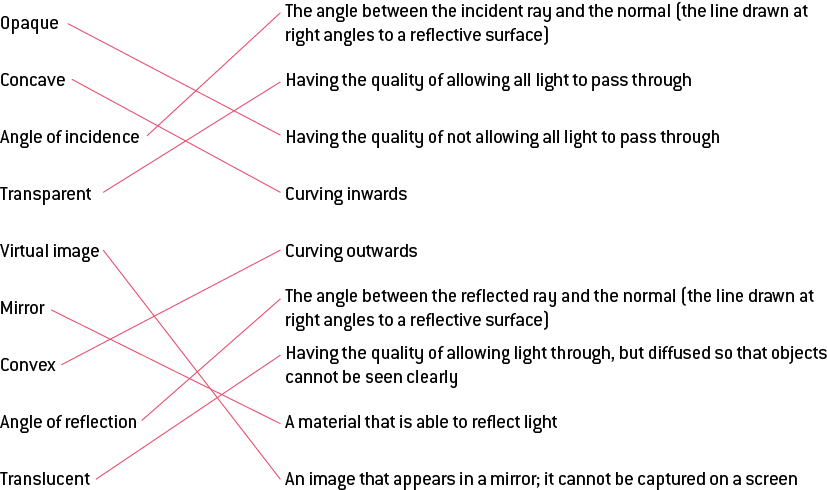 Opaque
The angle between the incident ray and the normal (the line drawn at
right angles to a reflective surface)
Concave
Having the quality of allowing all light to pass through
Angle of incidence
Having the quality of not allowing all light to pass through
Transparent
Curving inwards
Virtual image
Curving outwards
Mirror
The angle between the reflected ray and the normal (the line drawn at
right angles to a reflective surface)
Convex
Having the quality of allowing light through, but diffused so that objects
cannot be seen clearly
Angle of reflection
A material that is able to reflect light
Translucent
An image that appears in a mirror; it cannot be captured on a screen